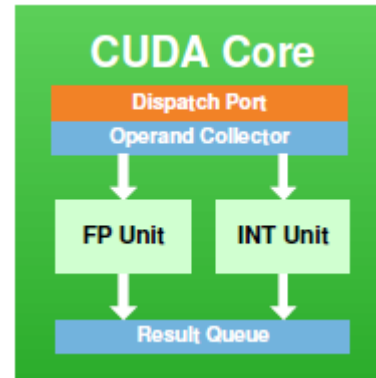 CUDA Core
Dispatch Port
Operand Collector
FP Unit
INT Unit
Result Queue